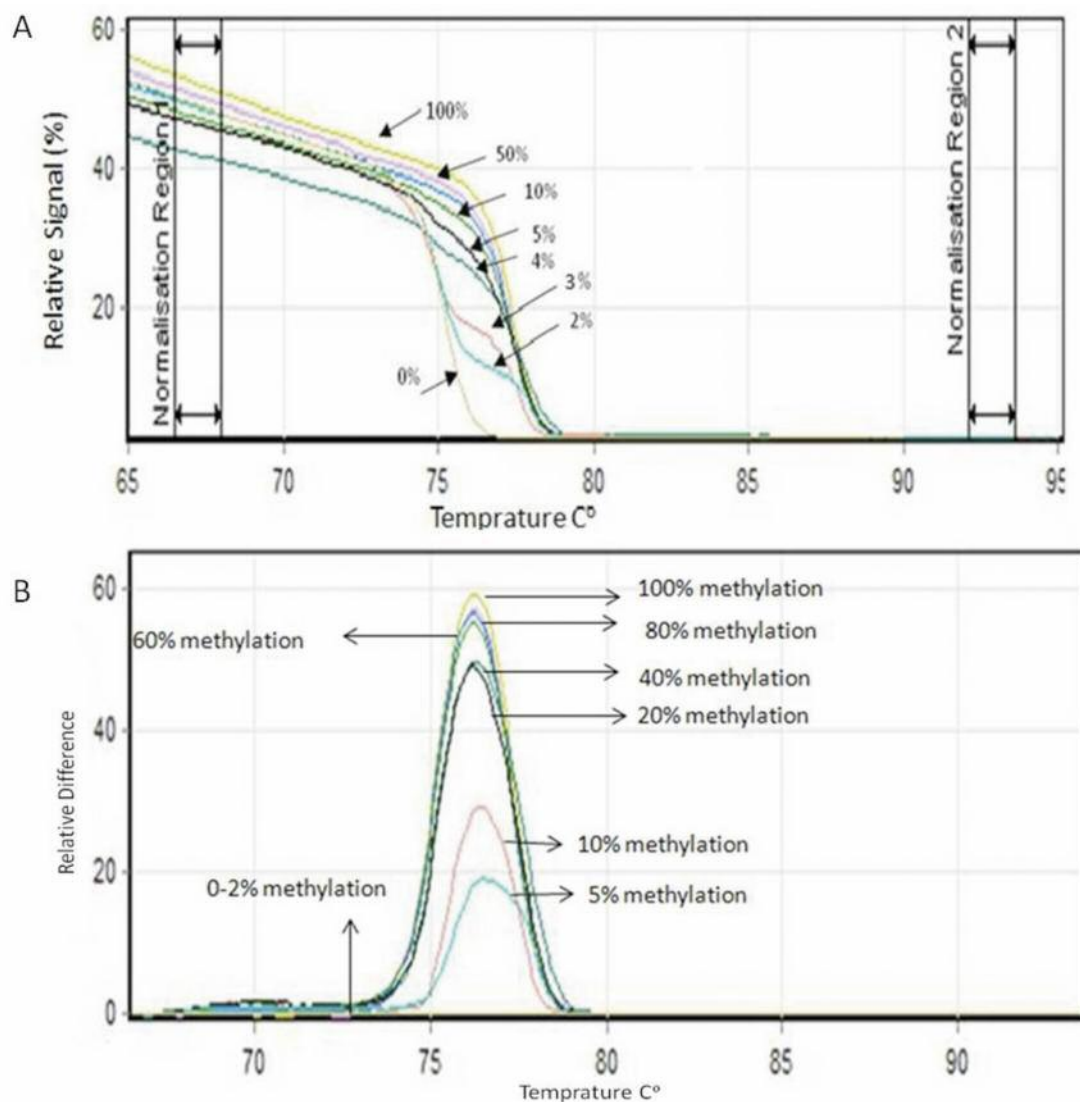 A
60
40
20
Relative Signal (%)
Normalisation Region 1
Normalisation Region 2
100%
50%
10%
5%
4%
3%
2%
0%
65 70 75 80 85 90 95
Temprature Cº
B
60
40
20
0
Relative Difference
100% methylation
60% methylation
80% methylation
40% methylation
20% methylation
10% methylation
0-2% methylation
5% methylation
70 75 80 85 90
Temprature Cº